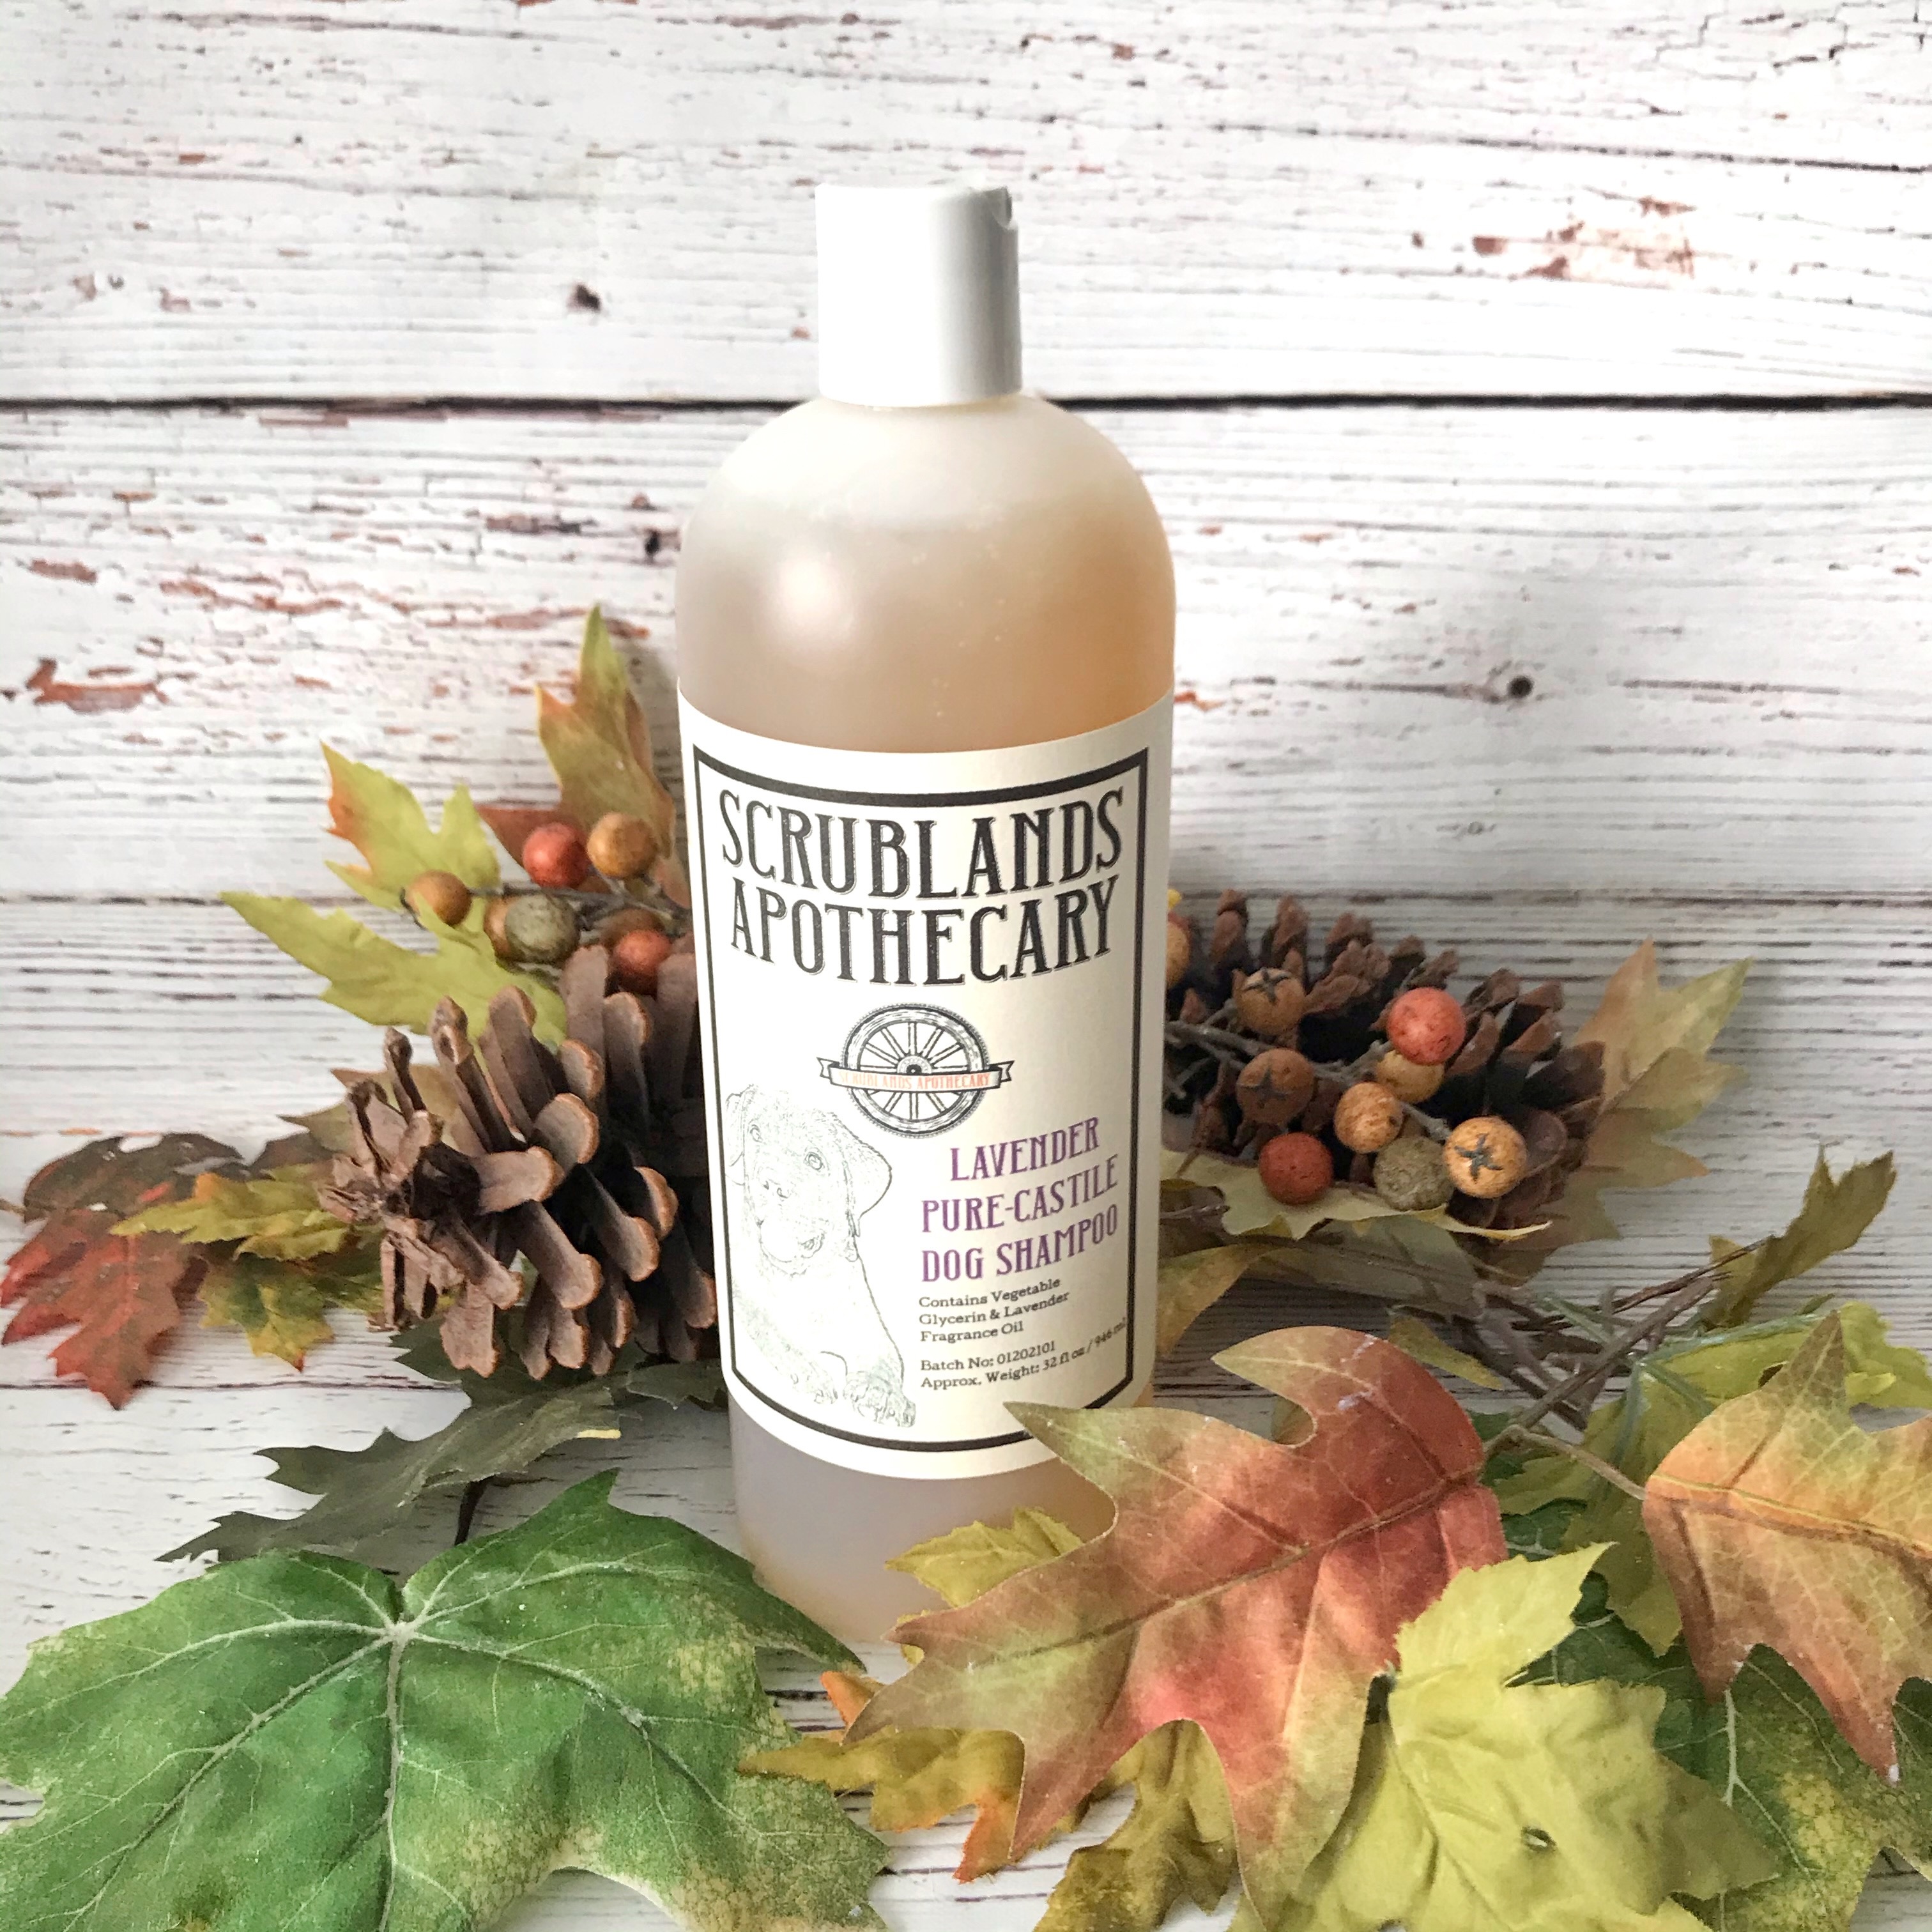 SCRUBLANDS
APOTHECARY
SCRUBLANDS APOTHECARY
LAVENDER
PURE-CASTILE
DOG SHAMPOO
Contains Vegetable
Glycerin & Lavender
Fragrance Oil
Batch No: 01202101
Approx. Weight: 32 fl oz / 946 ml